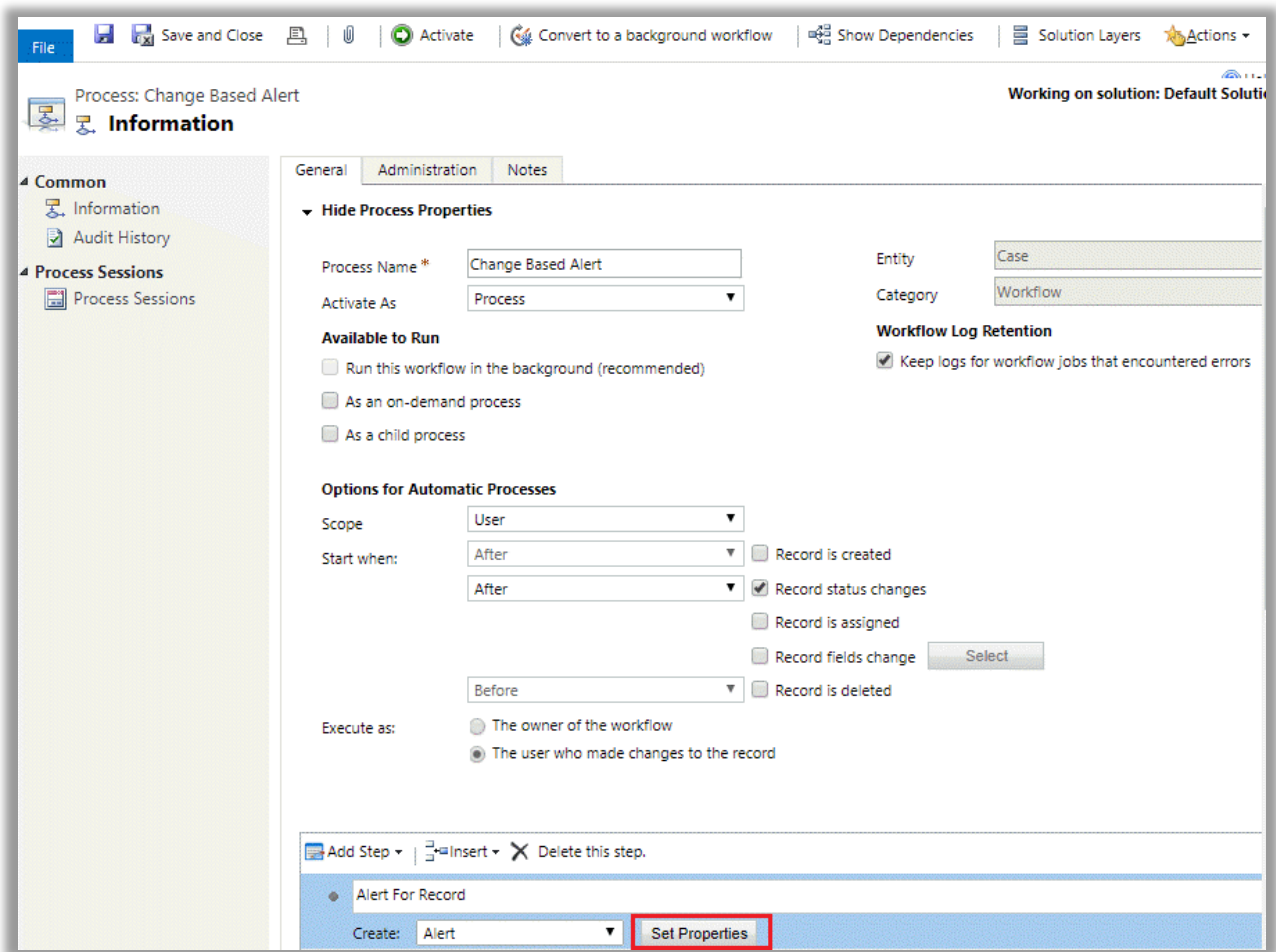 File
Save and Close
Activate
Convert to a background workflow
Show Dependencies
Solution Layers
Actions
Process: Change Based Alert
Information
Working on solution: Default Soluti
Common
Information
Audit History
Process Sessions
Process Sessions
General
Administration
Notes
Hide Process Properties
Process Name *
Change Based Alert
Entity
Case
Activate As
Process
Category
Workflow
Available to Run
Workflow Log Retention
Run this workflow in the background (recommended)
Keep logs for workflow jobs that encountered errors
As an on-demand process
As a child process
Options for Automatic Processes
Scope
User
Start when:
After
Record is created
After
Record status changes
Record is assigned
Record fields change
Select
Before
Record is deleted
Execute as:
The owner of the workflow
The user who made changes to the record
Add Step
Insert
Delete this step.
Alert For Record
Create:
Alert
Set Properties